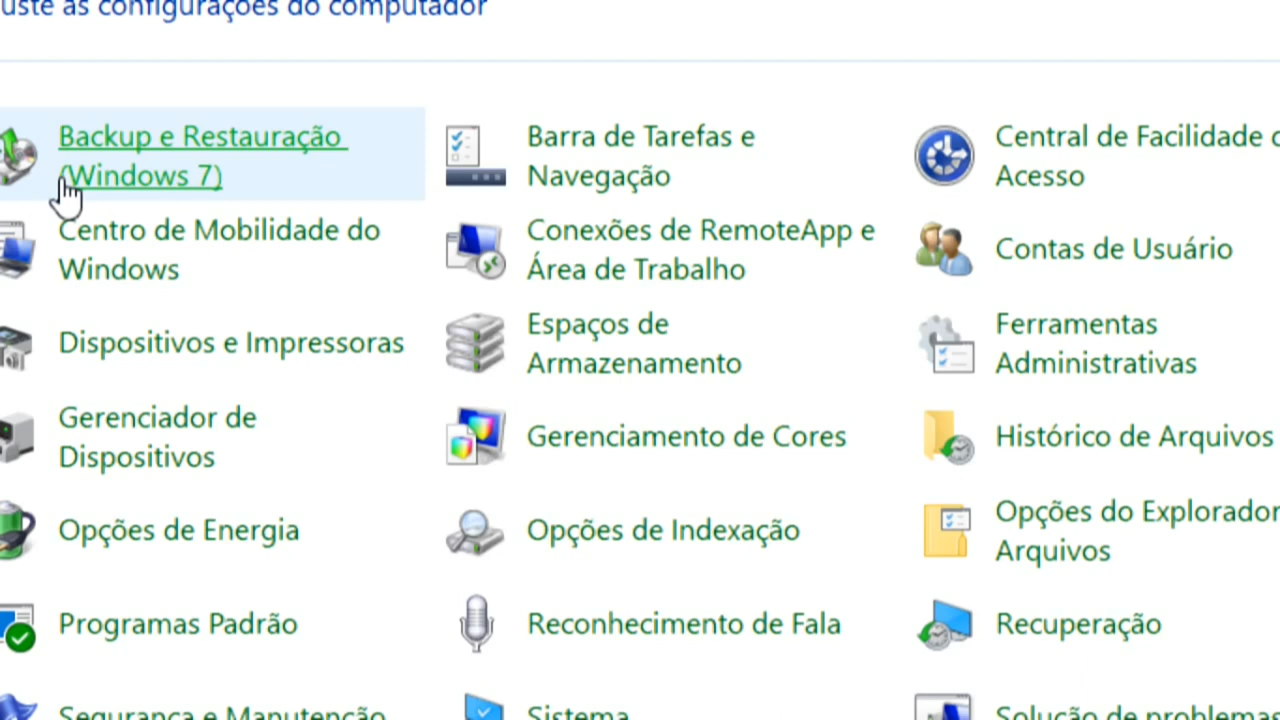 uste as configurações do computador
Backup e Restauração
(Windows 7)
Barra de Tarefas e
Navegação
Central de Facilidade
Acesso
Centro de Mobilidade do
Windows
Conexões de RemoteApp e
Área de Trabalho
Contas de Usuário
Dispositivos e Impressoras
Espaços de
Armazenamento
Ferramentas
Administrativas
Gerenciador de
Dispositivos
Gerenciamento de Cores
Histórico de Arquivos
Opções de Energia
Opções de Indexação
Opções do Explorador
Arquivos
Programas Padrão
Reconhecimento de Fala
Recuperação
Segurança e Manutenção
Sistema
Solução de problemas